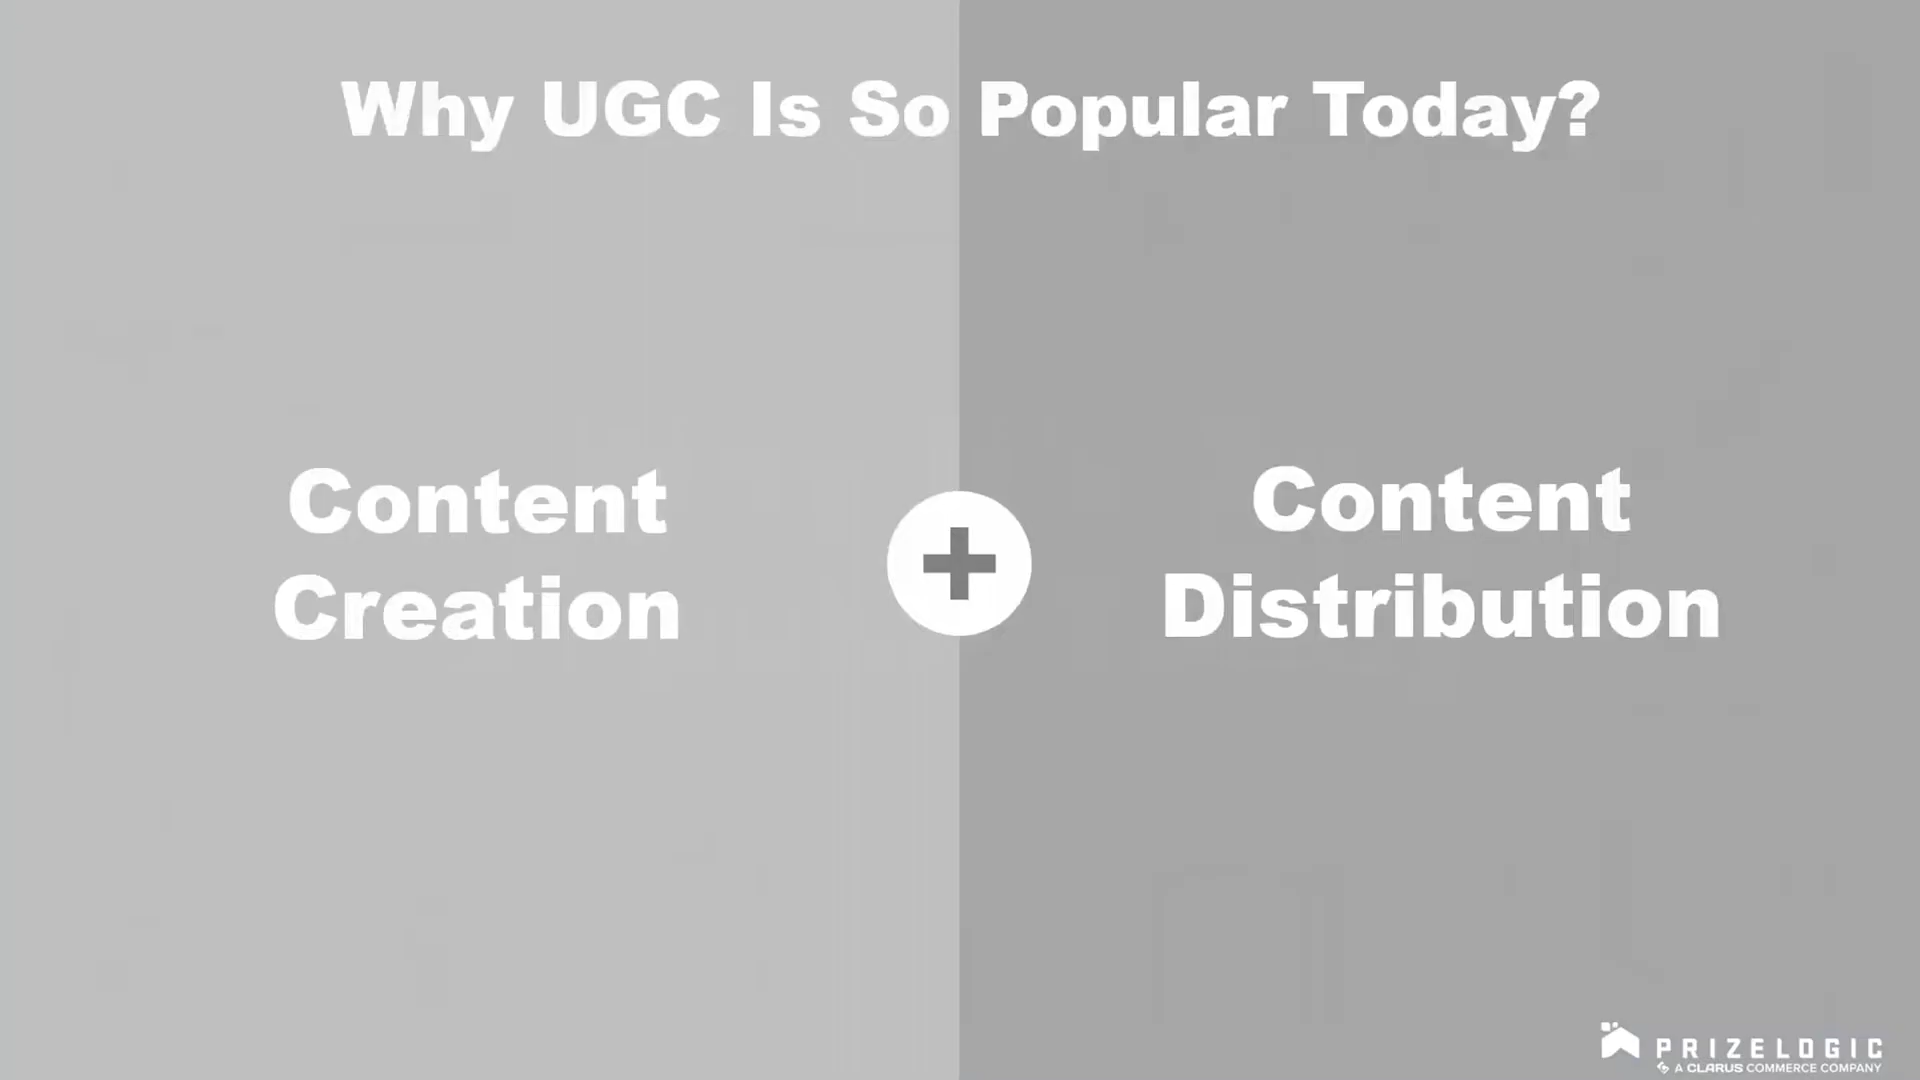 Why UGC Is So Popular Today?
Content
Creation
Content
Distribution
PRIZELOGIC
A CLARUS COMMERCE COMPANY